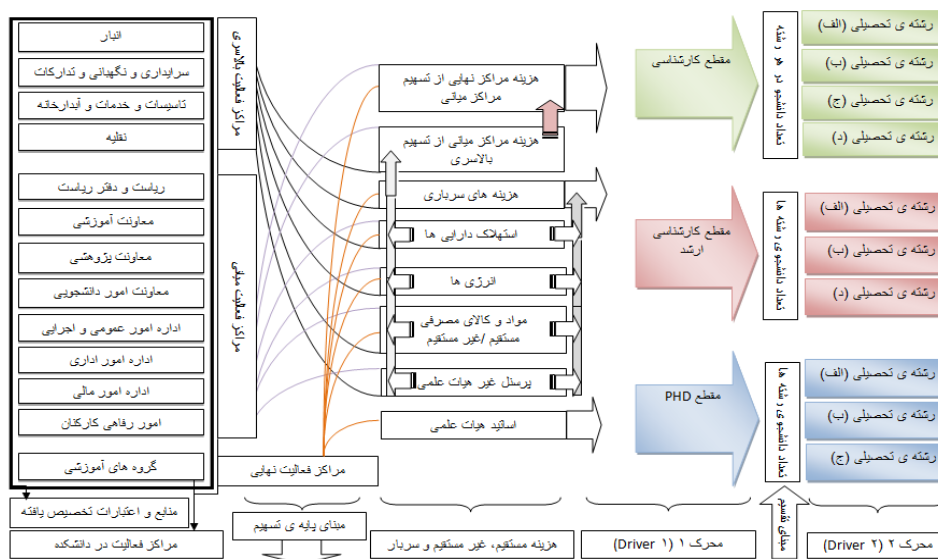 انبار
سرایداری و نگهبانی و تدارکات
تاسیسات و خدمات و آبدارخانه
نقلیه
ریاست و دفتر ریاست
معاونت آموزشی
معاونت پژوهشی
معاونت امور دانشجویی
اداره امور عمومی و اجرایی
اداره امور اداری
اداره امور مالی
امور رفاهی کارکنان
گروه های آموزشی
منابع و اعتبارات تخصیص یافته
مراکز فعالیت در دانشکده
مراکز فعالیت بالاسری
مراکز فعالیت میانی
مراکز فعالیت نهایی
مبنای پایه ی تسهیم
هزینه مراکز نهایی از تسهیم
مراکز میانی
هزینه مراکز میانی از تسهیم
بالاسری
هزینه های سرباری
استهلاک دارایی ها
انرژی ها
مواد و کالای مصرفی
مستقیم /غیر مستقیم
پرسنل غیر هیات علمی
اساتید هیات علمی
هزینه مستقیم، غیر مستقیم و سربار
مقطع کارشناسی
مقطع کارشناسی
ارشد
مقطع PHD
محرک ۱ (Driver ۱)
تعداد دانشجو در هر رشته
تعداد دانشجوی رشته ها
تعداد دانشجوی رشته ها
مبنای تقسیم
رشته ی تحصیلی (الف)
رشته ی تحصیلی (ب)
رشته ی تحصیلی (ج)
رشته ی تحصیلی (د)
رشته ی تحصیلی (الف)
رشته ی تحصیلی (ب)
رشته ی تحصیلی (د)
رشته ی تحصیلی (الف)
رشته ی تحصیلی (ب)
رشته ی تحصیلی (ج)
محرک ۲ (Driver ۲)